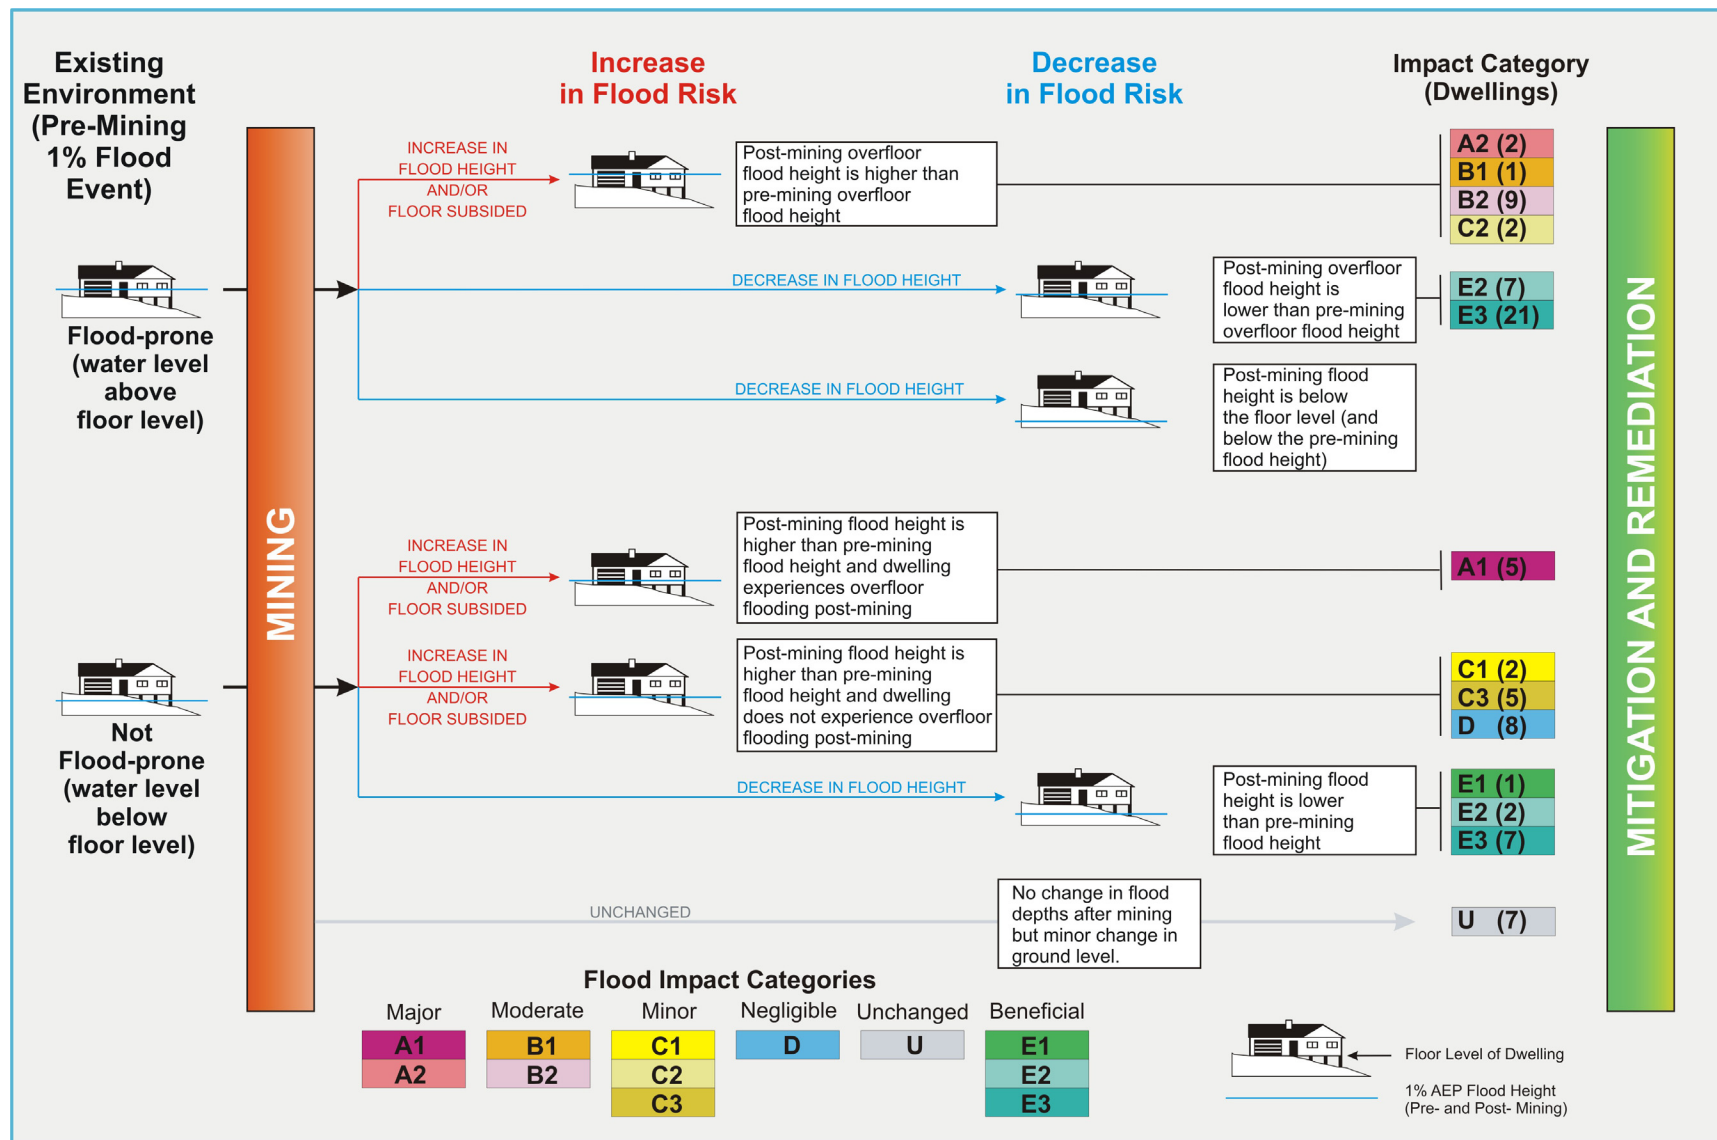 Existing
Environment
(Pre-Mining
1% Flood
Event)
Increase
in Flood Risk
Decrease
in Flood Risk
Impact Category
(Dwellings)
MINING
MITIGATION AND REMEDIATION
Flood-prone
(water level
above
floor level)
INCREASE IN
FLOOD HEIGHT
AND/OR
FLOOR SUBSIDED
Post-mining overfloor
flood height is higher than
pre-mining overfloor
flood height
A2 (2)
B1 (1)
B2 (9)
C2 (2)
DECREASE IN FLOOD HEIGHT
Post-mining overfloor
flood height is
lower than pre-mining
overfloor flood height
E2 (7)
E3 (21)
DECREASE IN FLOOD HEIGHT
Post-mining flood
height is below
the floor level (and
below the pre-mining
flood height)
Not
Flood-prone
(water level
below
floor level)
INCREASE IN
FLOOD HEIGHT
AND/OR
FLOOR SUBSIDED
Post-mining flood height is
higher than pre-mining
flood height and dwelling
experiences overfloor
flooding post-mining
A1 (5)
INCREASE IN
FLOOD HEIGHT
AND/OR
FLOOR SUBSIDED
Post-mining flood height is
higher than pre-mining
flood height and dwelling
does not experience overfloor
flooding post-mining
C1 (2)
C3 (5)
D (8)
DECREASE IN FLOOD HEIGHT
Post-mining flood
height is lower
than pre-mining
flood height
E1 (1)
E2 (2)
E3 (7)
UNCHANGED
No change in flood
depths after mining
but minor change in
ground level.
U (7)
Flood Impact Categories
Major
A1
A2
Moderate
B1
B2
Minor
C1
C2
C3
Negligible
D
Unchanged
U
Beneficial
E1
E2
E3
Floor Level of Dwelling
1% AEP Flood Height
(Pre- and Post- Mining)